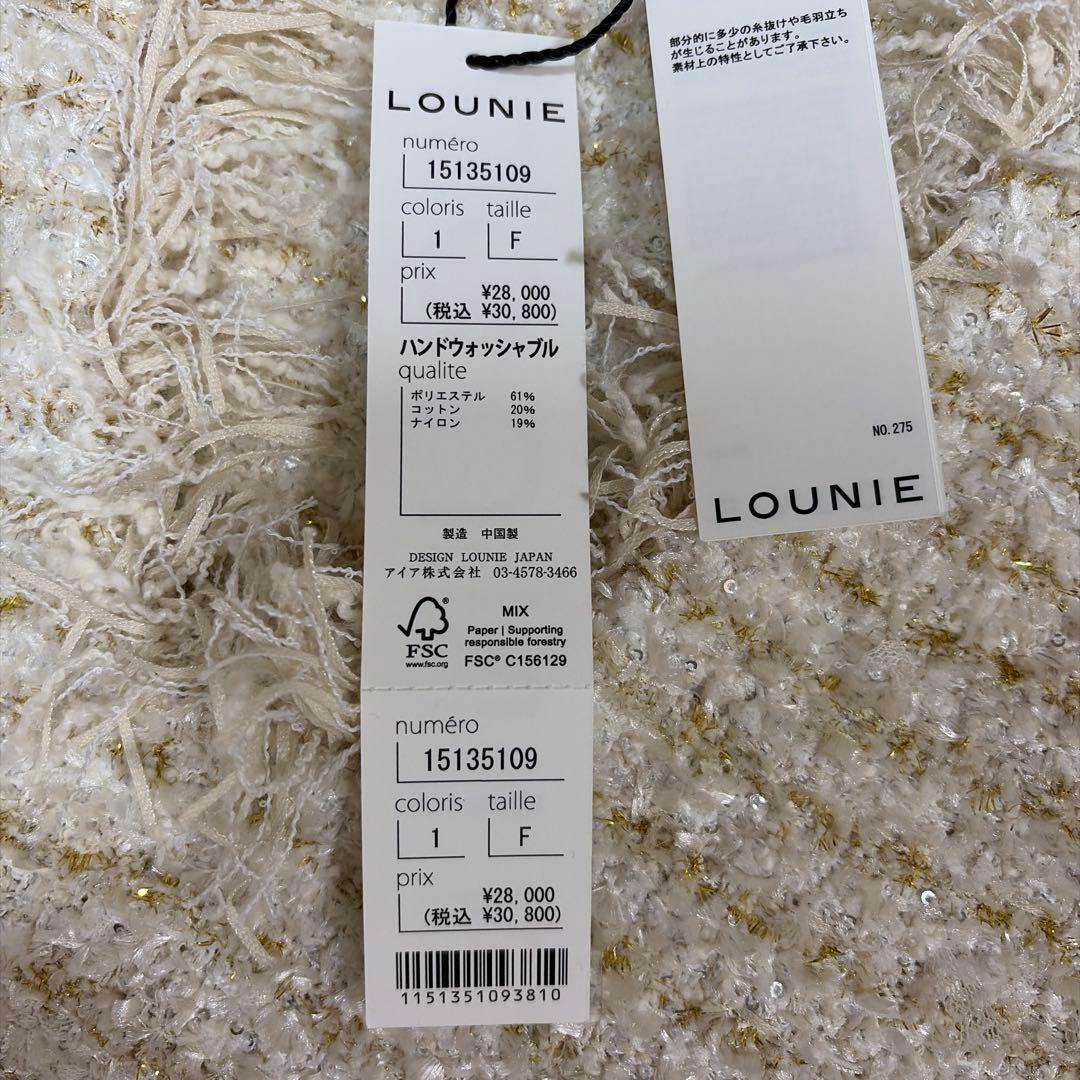 LOUNIE
numéro
15135109
coloris taille
1 F
prix
¥28,000
(税込 ¥30,800)
ハンドウォッシャブル
qualite
ポリエステル 61%
コットン 20%
ナイロン 19%
製造 中国製
DESIGN LOUNIE JAPAN
アイア株式会社 03-4578-3466
FSC®
www.fsc.org
MIX
Paper | Supporting
responsible forestry
FSC® C156129
numéro
15135109
coloris taille
1 F
prix
¥28,000
(税込 ¥30,800)
1151351093810
部分的に多少の糸抜けや毛羽立ち
が生じることがあります。
素材上の特性としてご了承下さい。
NO.275
LOUNIE